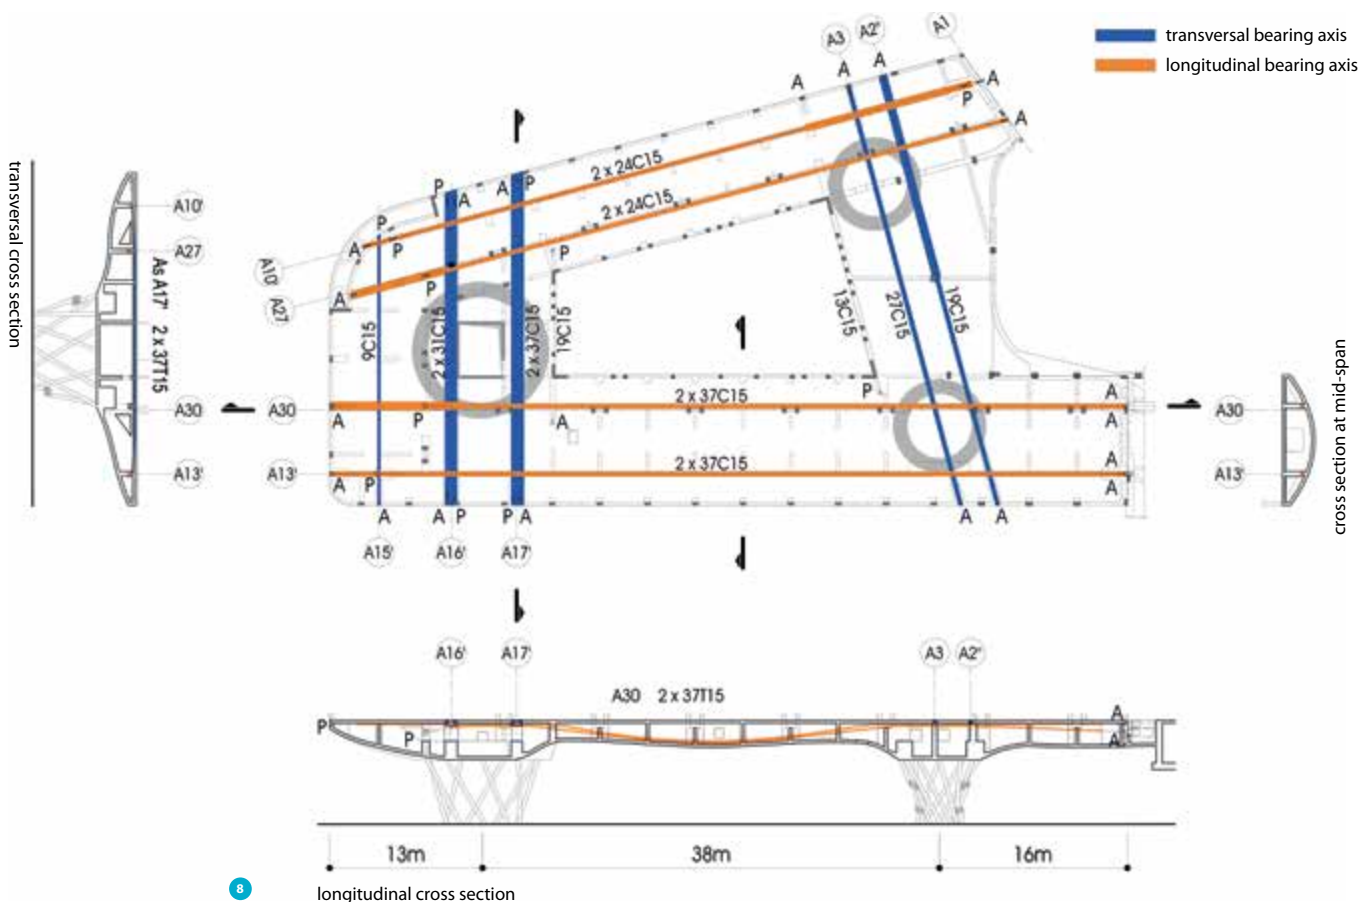 transversal bearing axis
longitudinal bearing axis
A3
A2"
A1
A
A
A
A
P
A
2 x 24C15
2 x 24C15
P
A
A
P
P
A
P
A
P
P
A10'
A27
A
transversal cross section
A10'
A27
As A17'
2 x 37T15
A30
A13'
9C15
2 x 31C15
2 x 37C15
19C15
13C15
27C15
19C15
P
2 x 37C15
A
A30
A
P
A
A
A30
A13'
cross section at mid-span
2 x 37C15
A
A13'
A
P
A
A
A
P
P
A
A
A
A15'
A16'
A17'
A16'
A17'
A3
A2"
A30 2 x 37T15
P
P
A
A
13m
38m
16m
8
longitudinal cross section